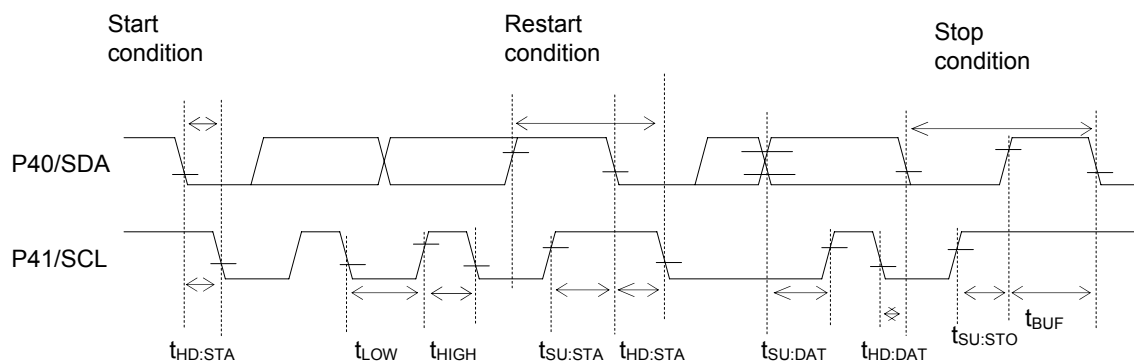 Start
condition
Restart
condition
Stop
condition
P40/SDA
P41/SCL
tHD:STA
tLOW
tHIGH
tSU:STA
tHD:STA
tSU:DAT
tHD:DAT
tSU:STO
tBUF